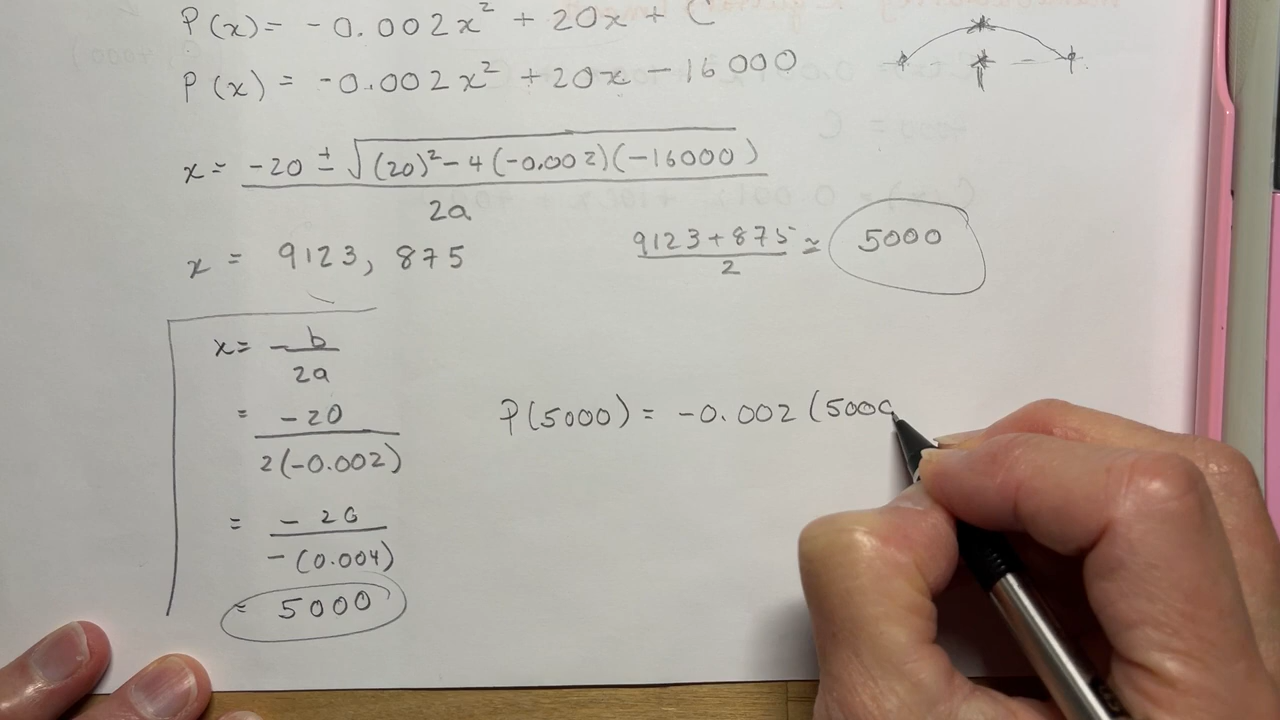 P(x) = -0.002x² + 20x + C
P(x) = -0.002x² + 20x - 16000
x = -20 ± √(20)² - 4(-0.002)(-16000)
2a
x = 9123, 875
9123 + 875
2
≃ 5000
x = - b
2a
= -20
2(-0.002)
= - 20
- (0.004)
= 5000
P(5000) = -0.002 (5000